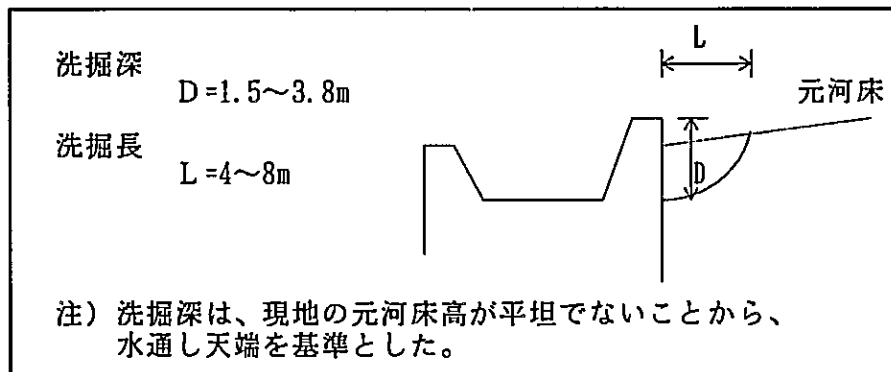 洗掘深
D=1.5～3.8m
洗掘長
L=4～8m
L
元河床
D
注) 洗掘深は、現地の元河床高が平坦でないことから、
水通し天端を基準とした。